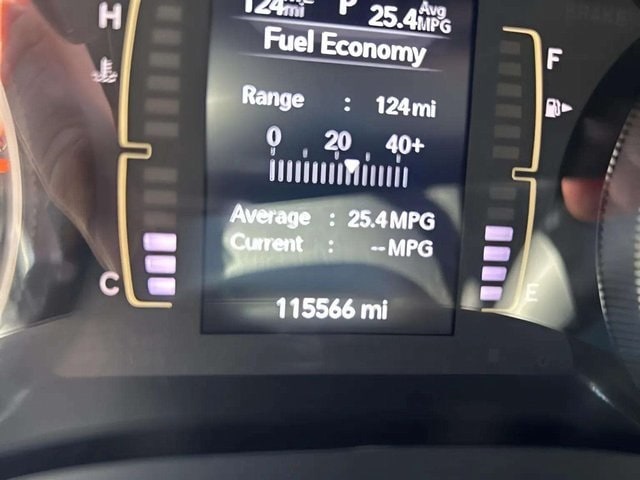 124mi P 25.4 Avg MPG
H
Fuel Economy
F
Range : 124 mi
0 20 40+
Average : 25.4 MPG
Current : -- MPG
C
E
115566 mi